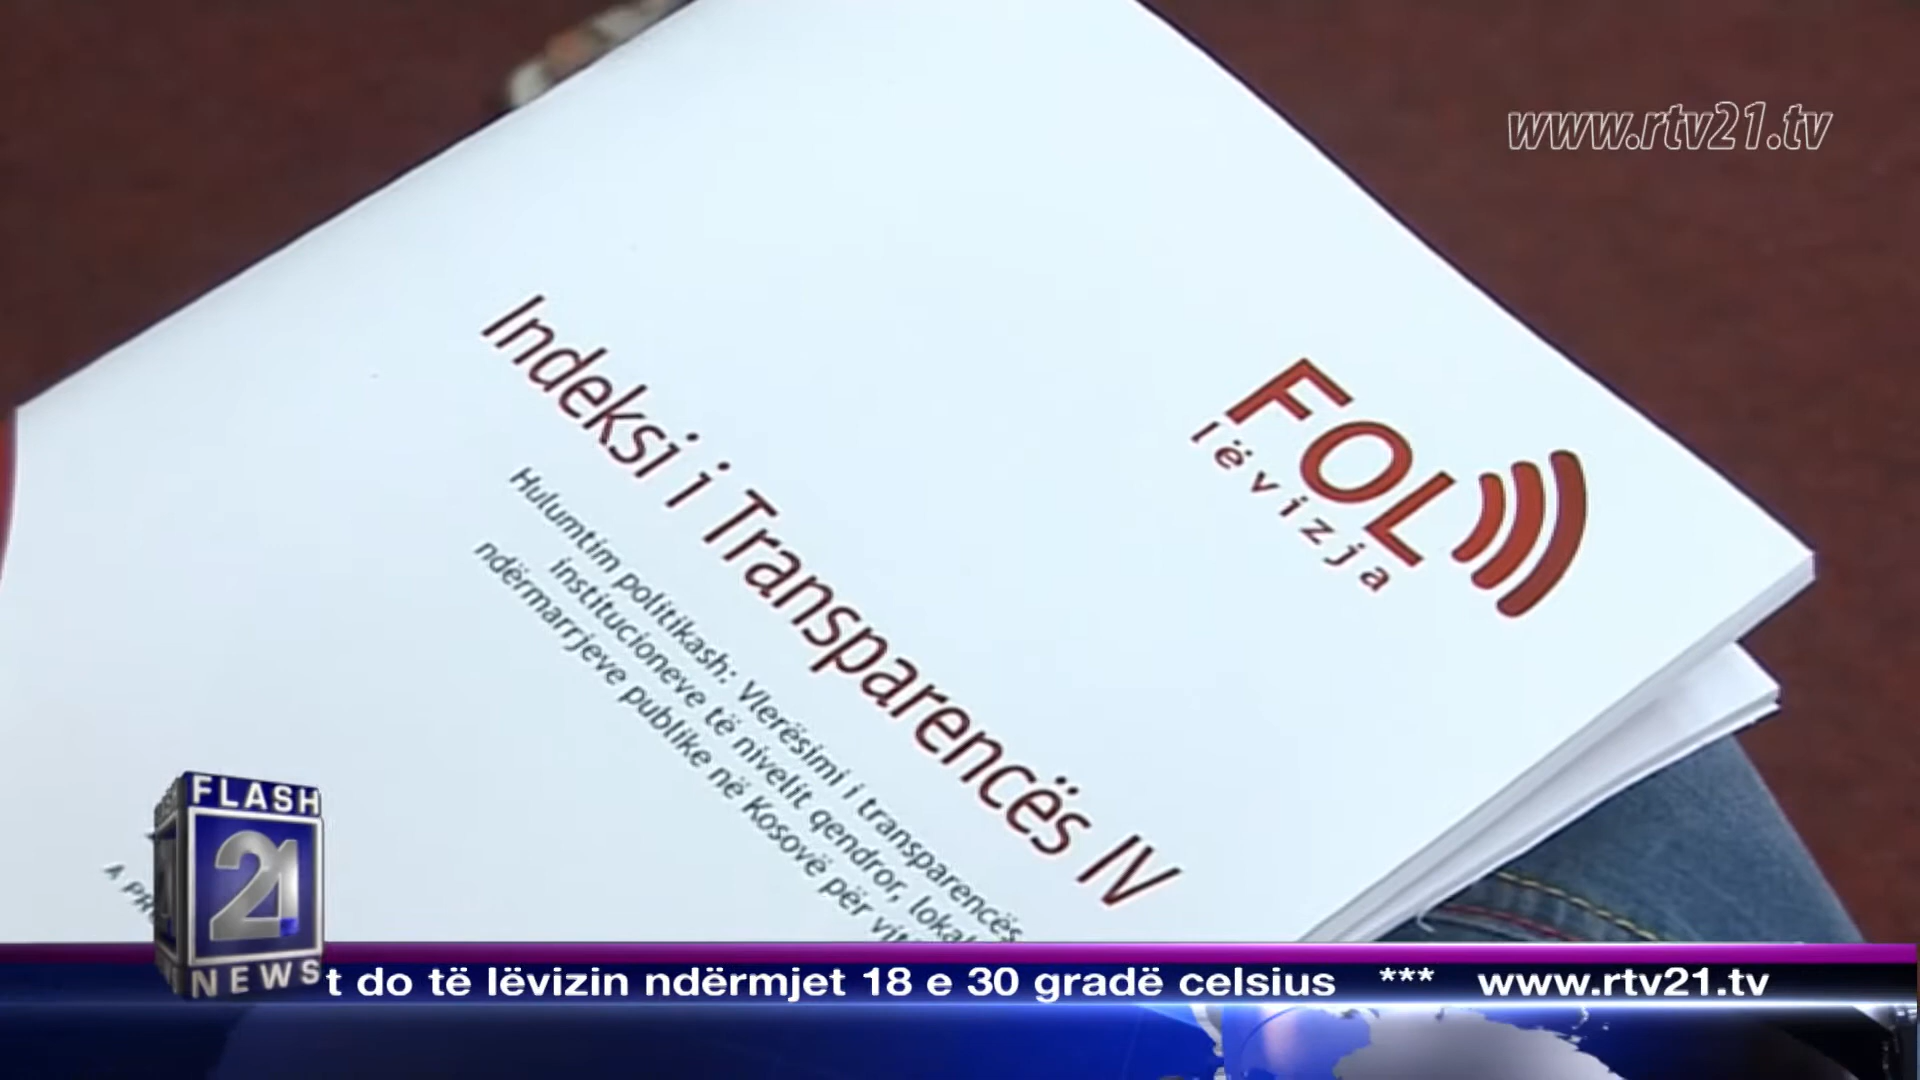 www.rtv21.tv
FOL
lëvizja
Indeksi i Transparencës IV
Hulumtim politikash: Vlerësimi i transparencës
institucioneve të nivelit qendror, lokal
ndërmarrjeve publike në Kosovë për
FLASH
21
NEWS
t do të lëvizin ndërmjet 18 e 30 gradë celsius *** www.rtv21.tv